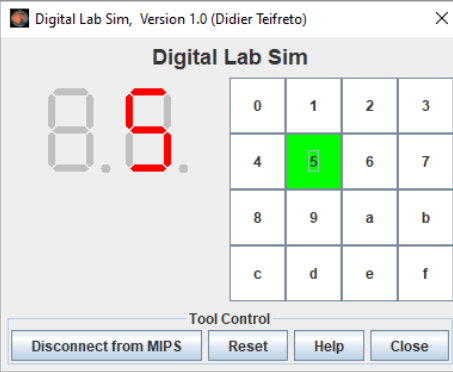 Digital Lab Sim, Version 1.0 (Didier Teifreto)
Digital Lab Sim
5
0 1 2 3
4 5 6 7
8 9 a b
c d e f
Tool Control
Disconnect from MIPS Reset Help Close